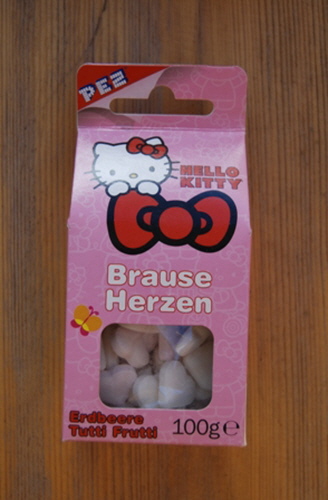 PEZ
HELLO
KITTY
Brause
Herzen
Erdbeere
Tutti Frutti
100g℮